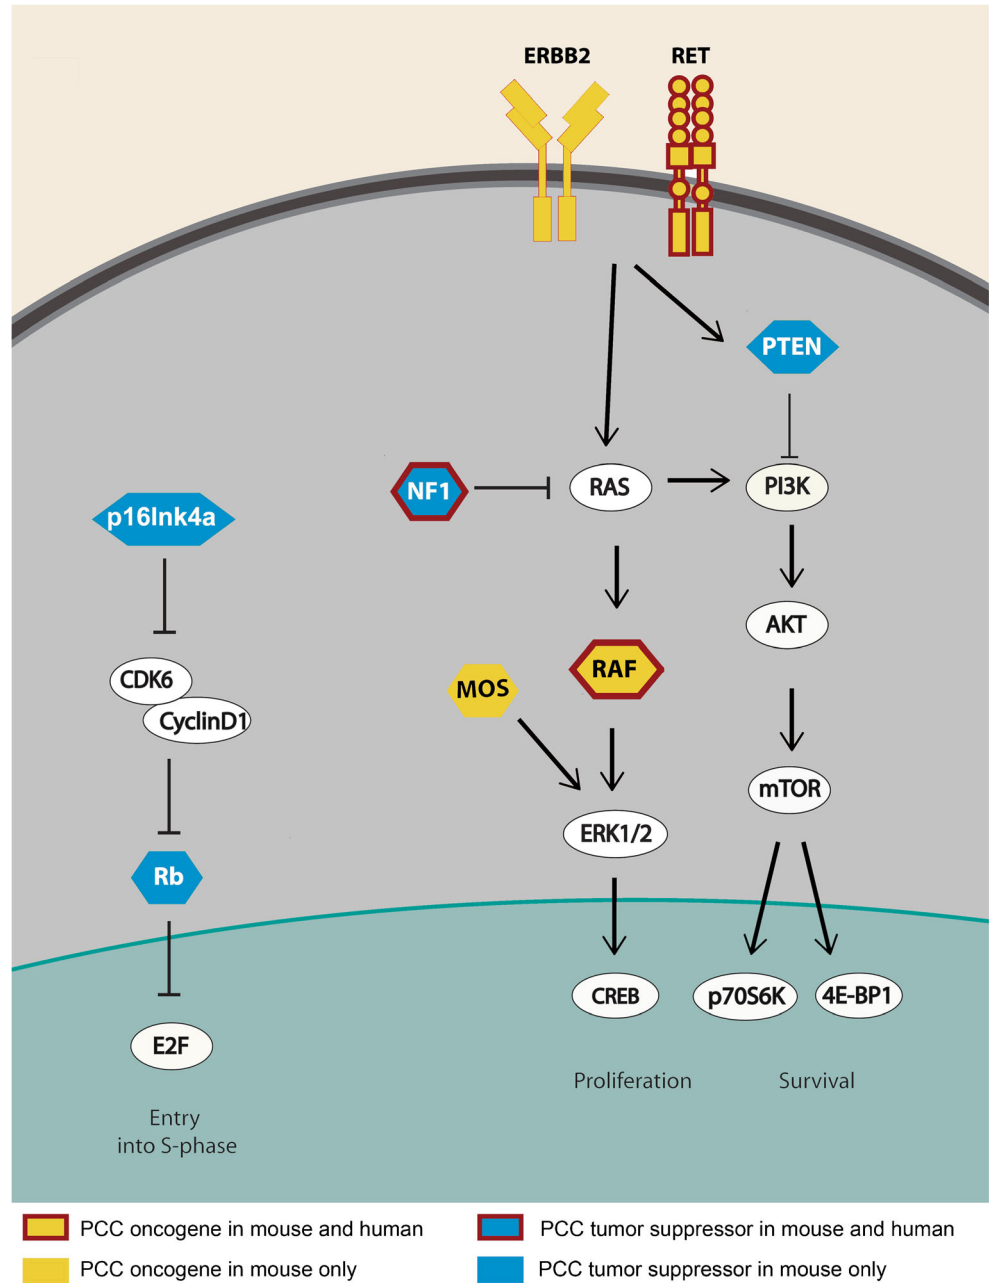 ERBB2
RET
PTEN
NF1
RAS
PI3K
p16Ink4a
AKT
CDK6
CyclinD1
MOS
RAF
mTOR
ERK1/2
Rb
CREB
p70S6K
4E-BP1
E2F
Proliferation
Survival
Entry
into S-phase
PCC oncogene in mouse and human
PCC tumor suppressor in mouse and human
PCC oncogene in mouse only
PCC tumor suppressor in mouse only